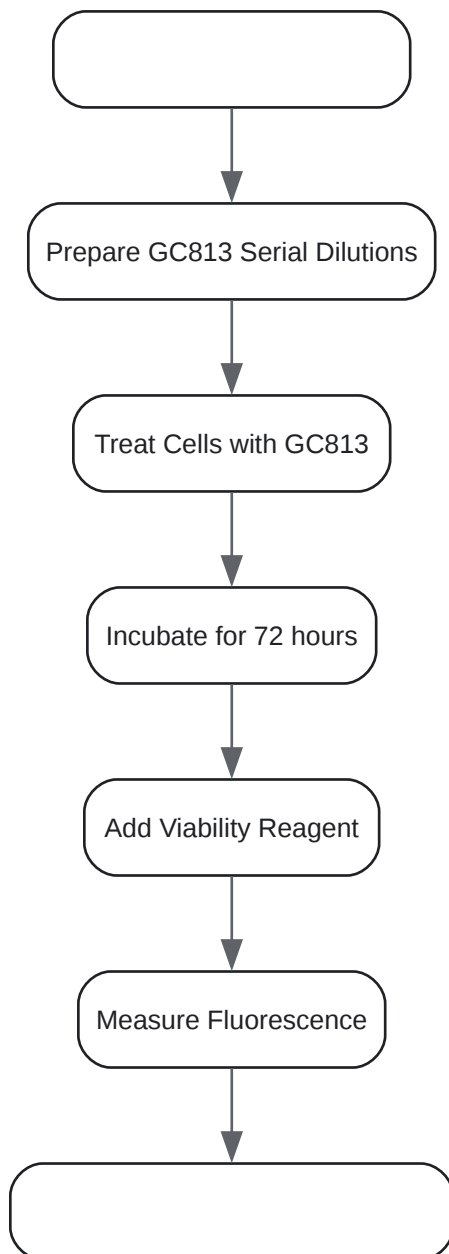 Prepare GC813 Serial Dilutions
Treat Cells with GC813
Incubate for 72 hours
Add Viability Reagent
Measure Fluorescence